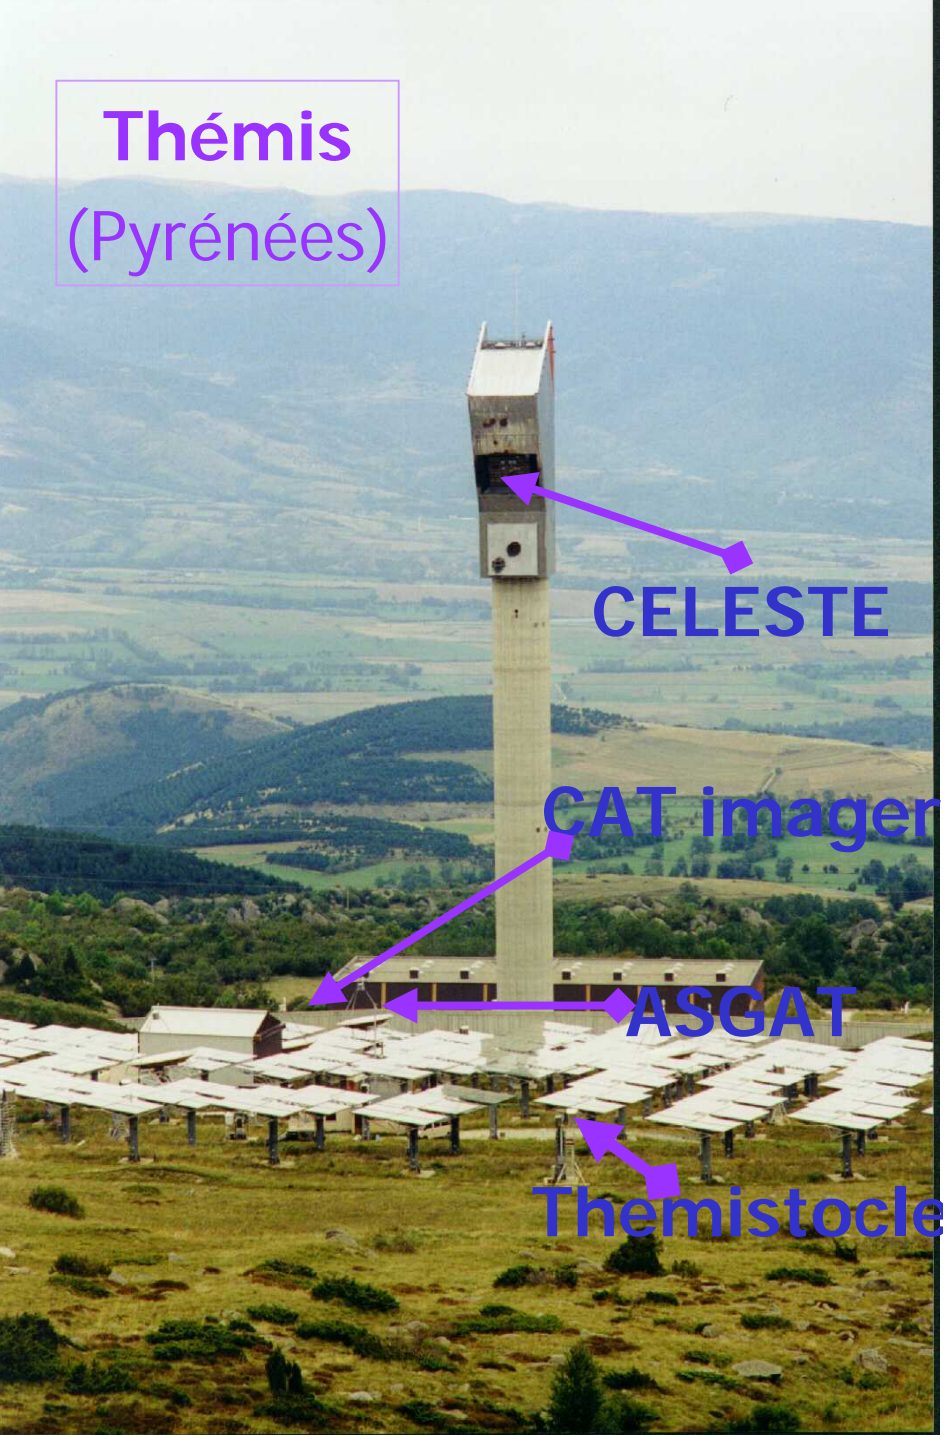 Thémis
(Pyrénées)
CELESTE
CAT imager
ASGAT
Themistocle